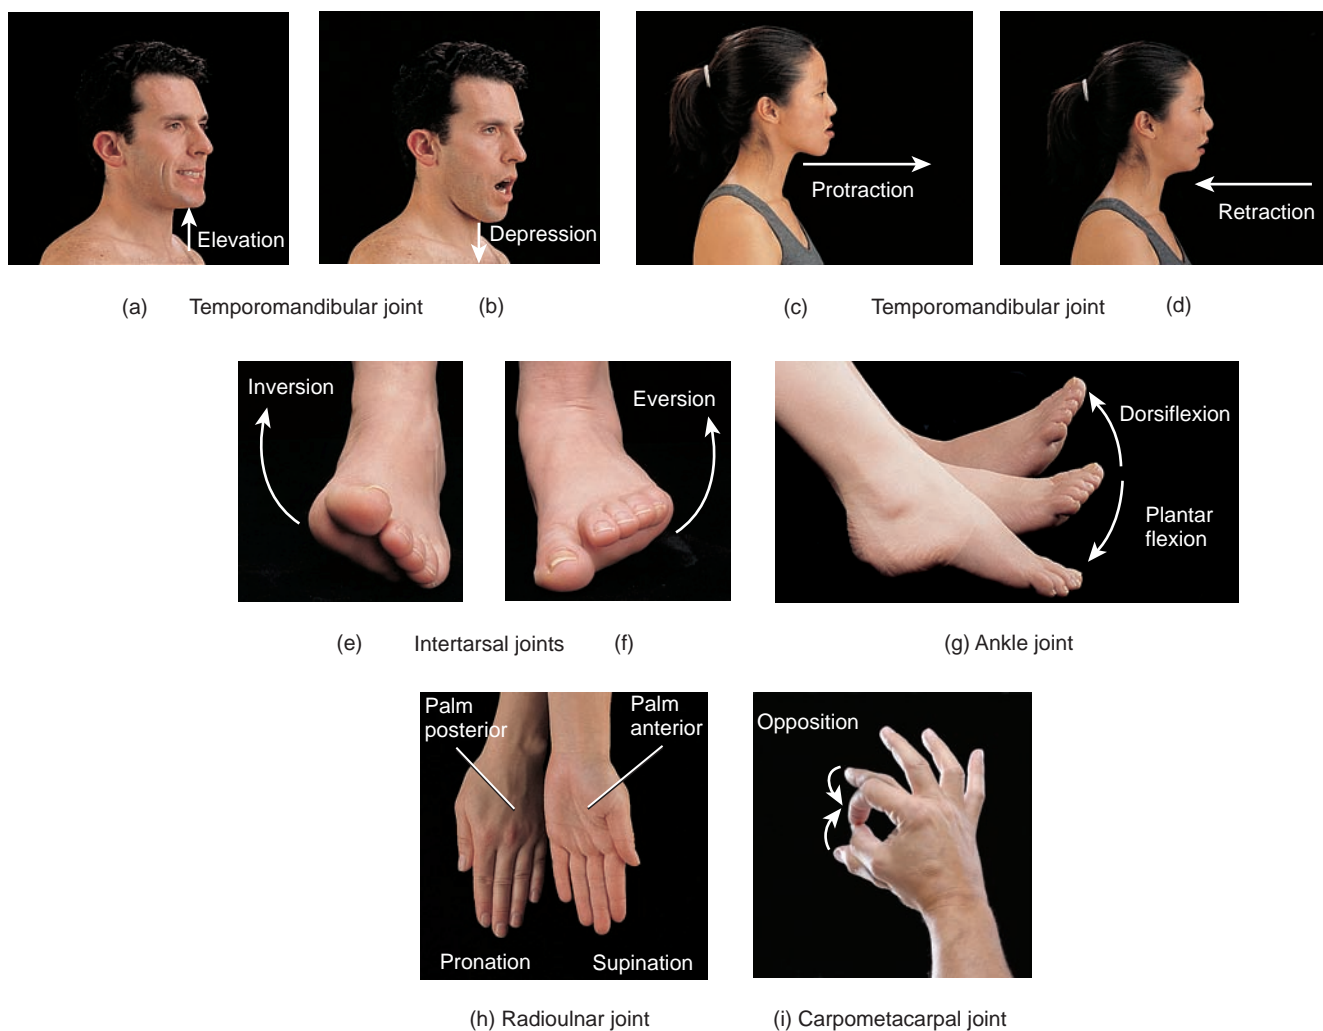 Elevation
Depression
Protraction
Retraction
(a) Temporomandibular joint (b)
(c) Temporomandibular joint (d)
Inversion
Eversion
Dorsiflexion
Plantar
flexion
(e) Intertarsal joints (f)
(g) Ankle joint
Palm
posterior
Palm
anterior
Pronation
Supination
Opposition
(h) Radioulnar joint
(i) Carpometacarpal joint